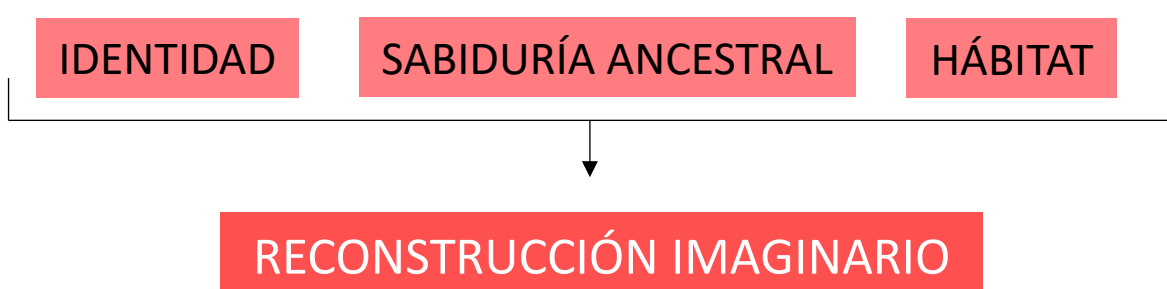 IDENTIDAD
SABIDURÍA ANCESTRAL
HÁBITAT
RECONSTRUCCIÓN IMAGINARIO